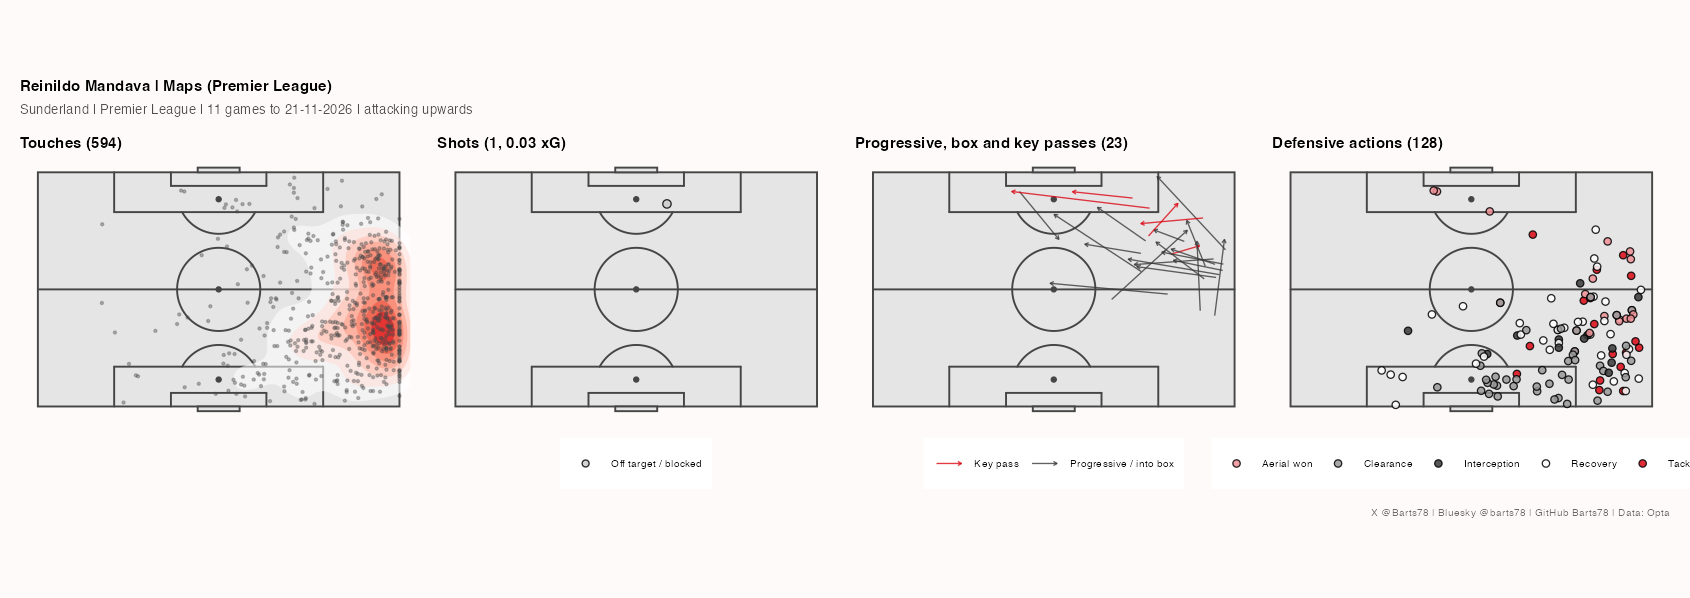 Reinildo Mandava | Maps (Premier League)
Sunderland | Premier League | 11 games to 21-11-2026 | attacking upwards
Touches (594)
Shots (1, 0.03 xG)
Progressive, box and key passes (23)
Defensive actions (128)
Off target / blocked
Key pass
Progressive / into box
Aerial won
Clearance
Interception
Recovery
Tack
X @Barts78 | Bluesky @barts78 | GitHub Barts78 | Data: Opta